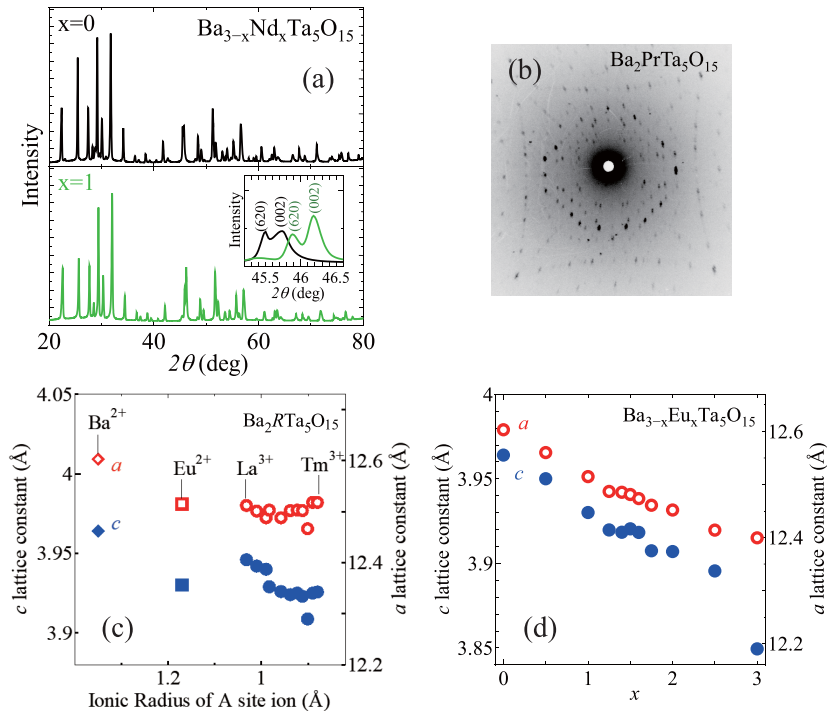 x=0
Ba3−xNdxTa5O15
(a)
Intensity
x=1
Intensity
(620)
(002)
(620)
(002)
45.5 46 46.5
2θ (deg)
20 40 60 80
2θ (deg)
(b)
Ba2PrTa5O15
4.05
4
3.95
3.9
c lattice constant (Å)
Ba2+
Ba2RTa5O15
a
Eu2+
La3+
Tm3+
c
(c)
12.6
12.4
12.2
a lattice constant (Å)
1.2 1
Ionic Radius of A site ion (Å)
4
3.95
3.9
3.85
c lattice constant (Å)
Ba3−xEuxTa5O15
a
c
(d)
12.6
12.4
12.2
a lattice constant (Å)
0 1 2 3
x